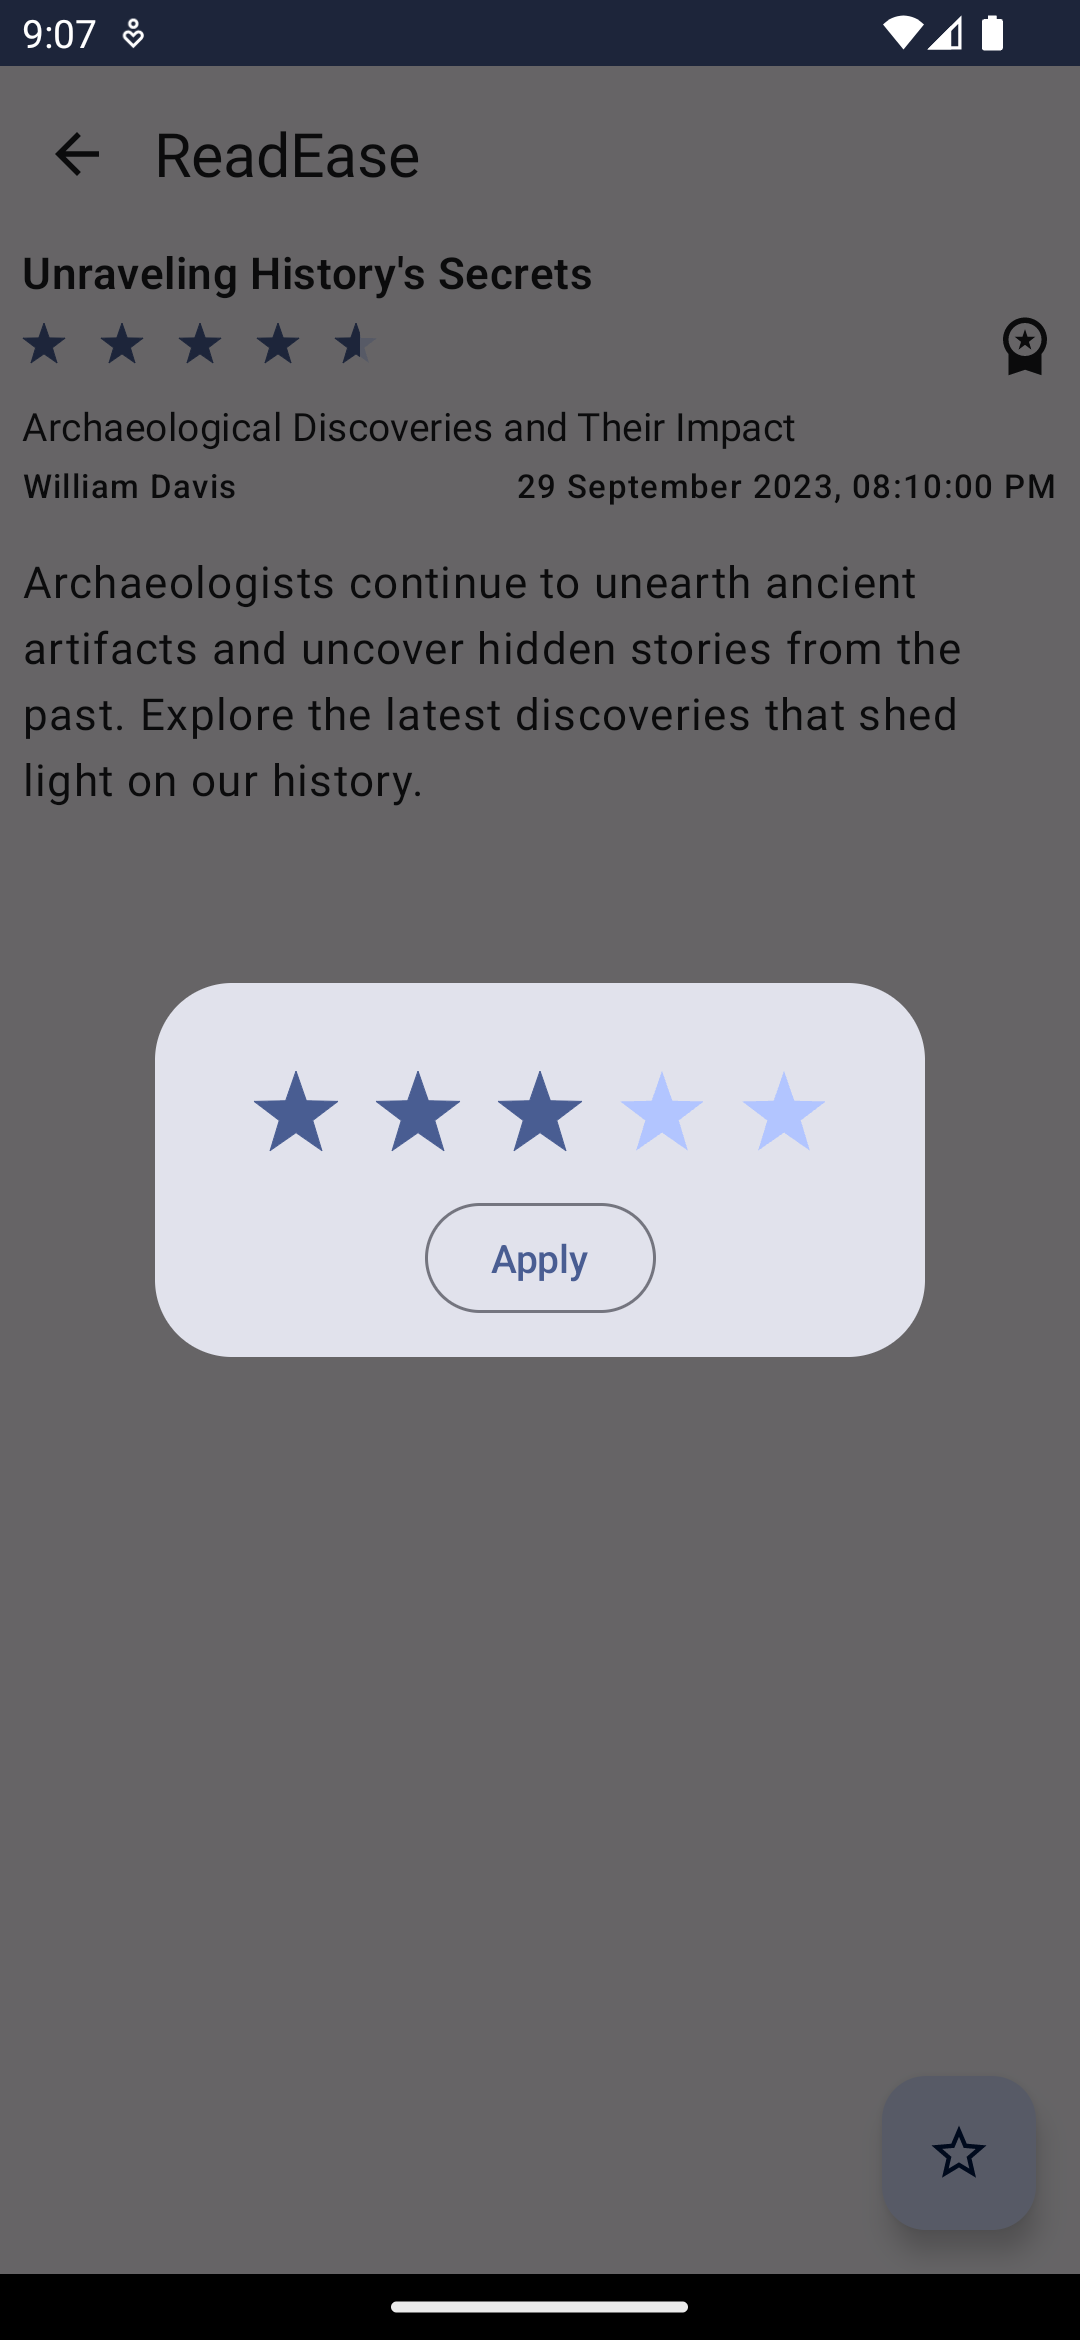 9:07
ReadEase
Unraveling History's Secrets
Archaeological Discoveries and Their Impact
William Davis 29 September 2023, 08:10:00 PM
Archaeologists continue to unearth ancient
artifacts and uncover hidden stories from the
past. Explore the latest discoveries that shed
light on our history.
Apply